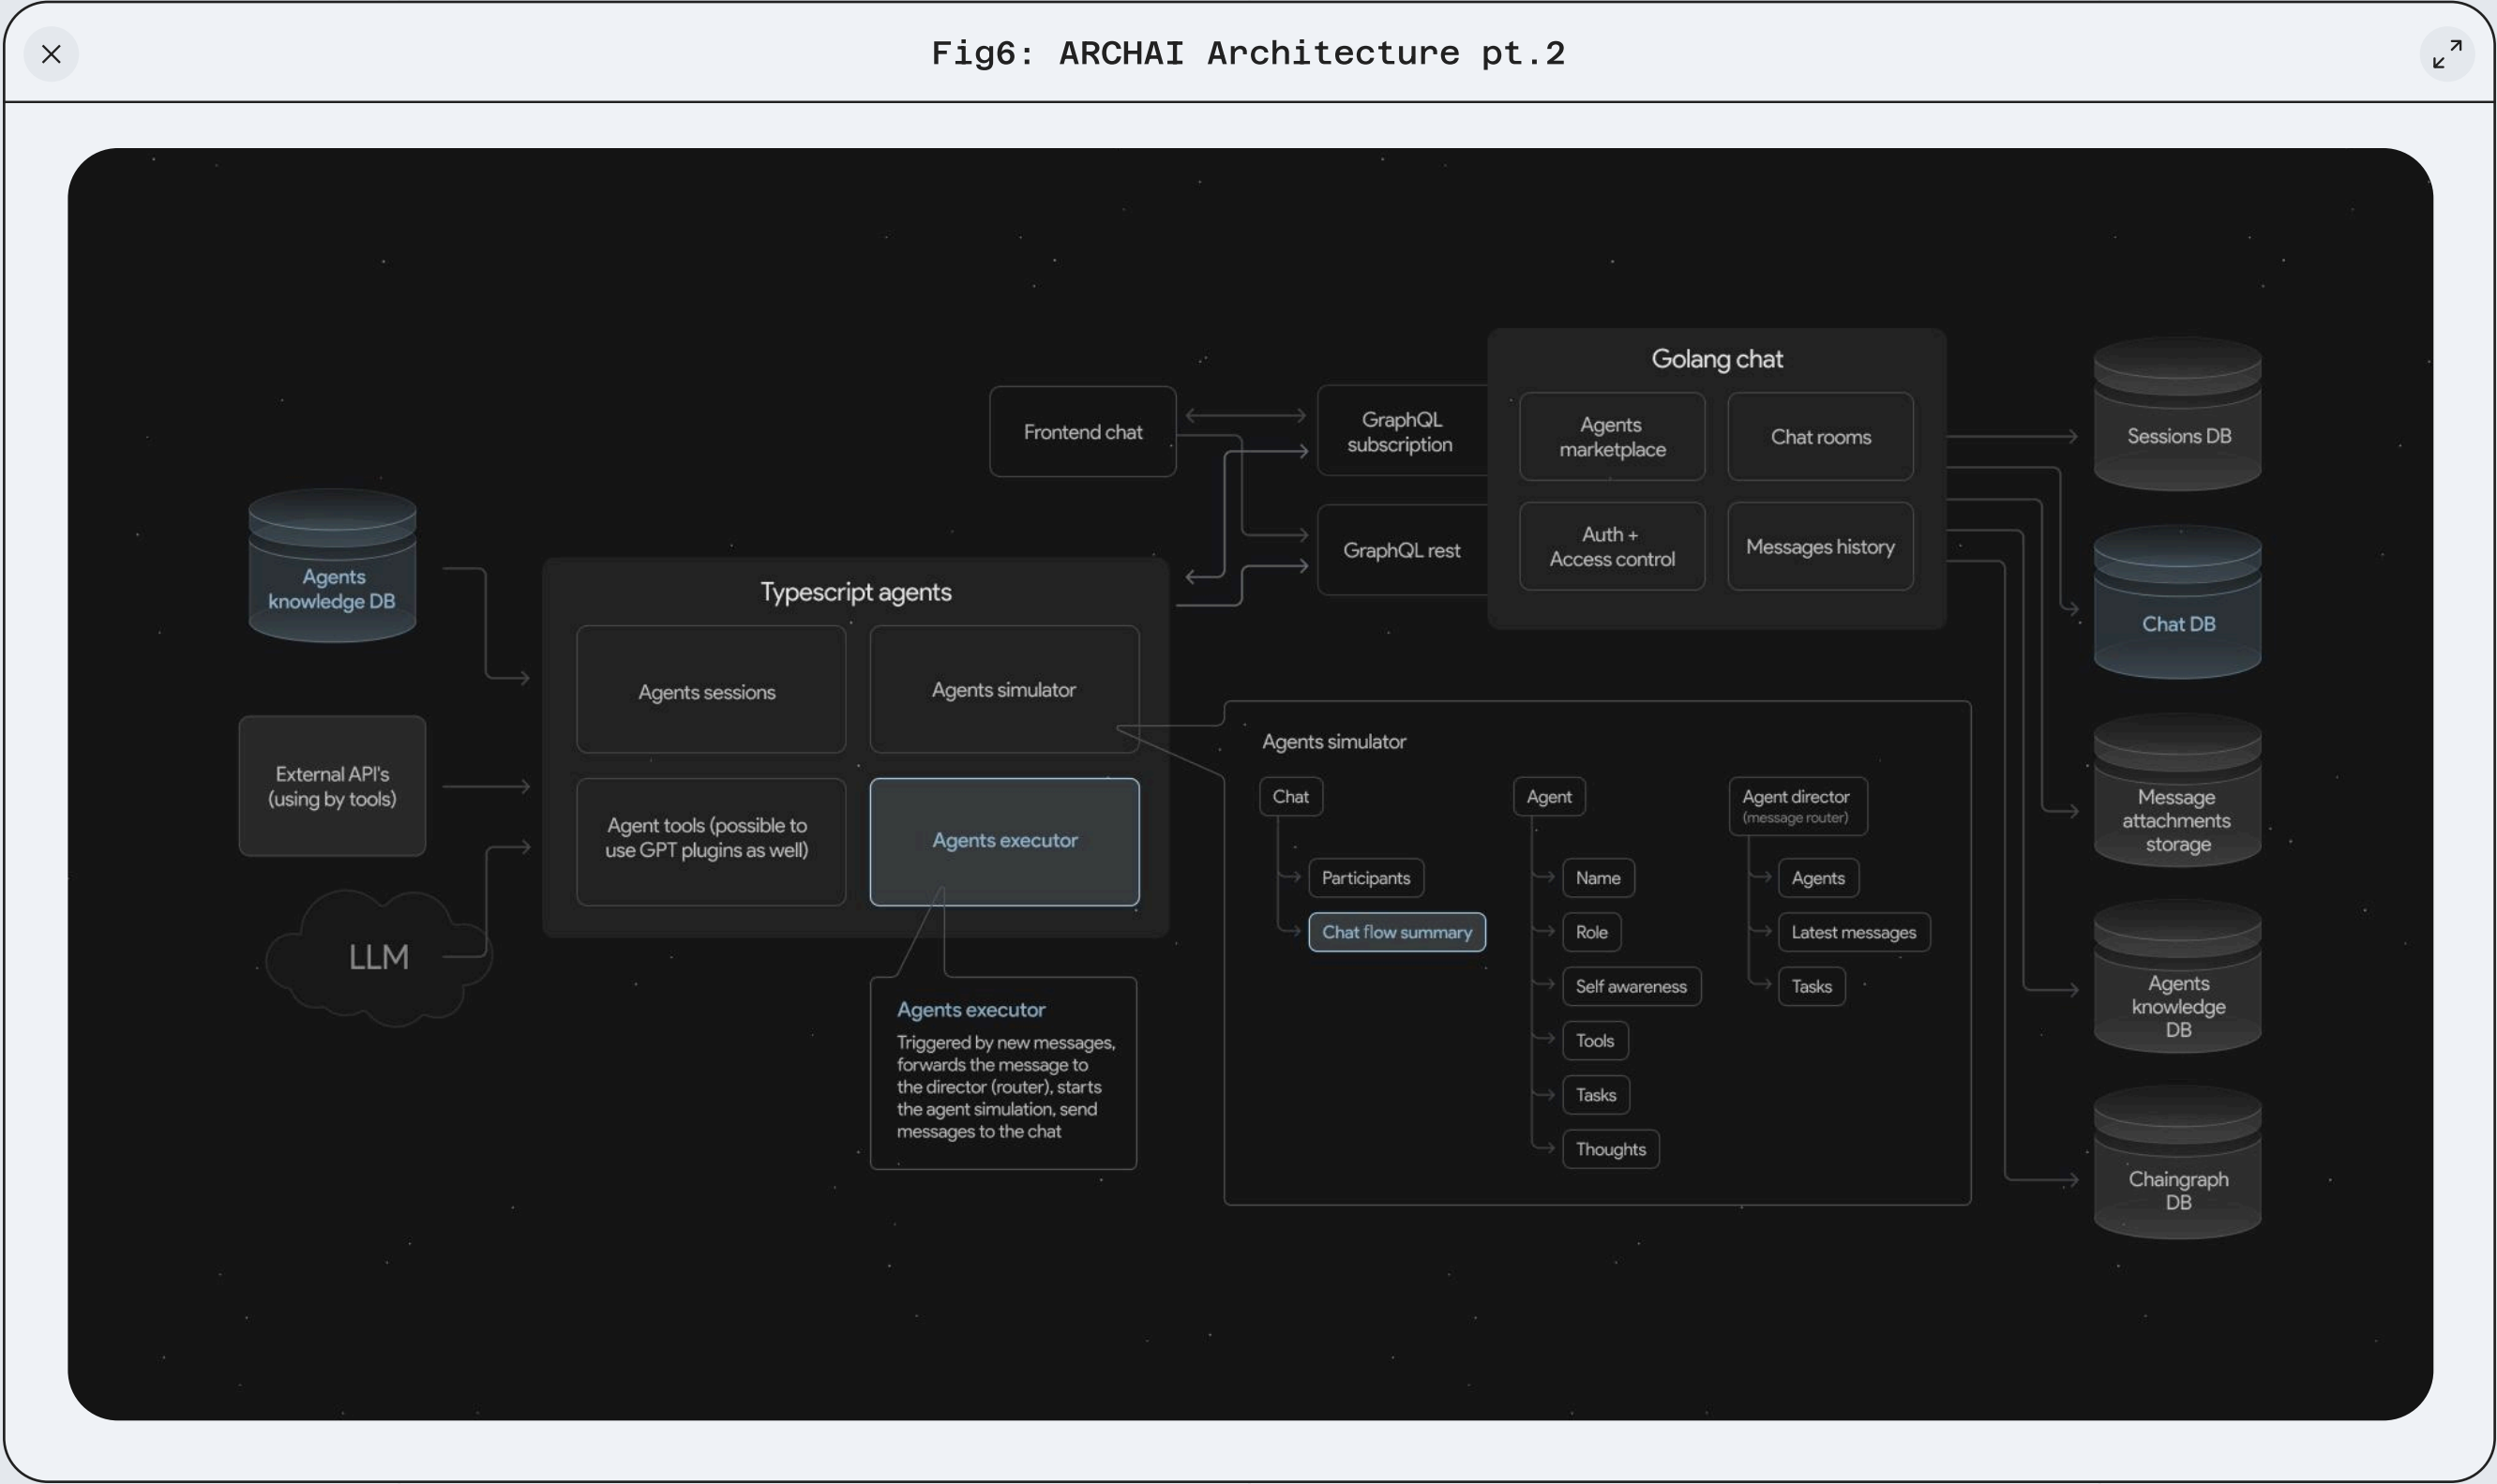 Fig6: ARCHAI Architecture pt.2
Golang chat
Frontend chat
GraphQL
subscription
Agents
marketplace
Chat rooms
Sessions DB
GraphQL rest
Auth +
Access control
Messages history
Agents
knowledge DB
Chat DB
Typescript agents
Agents sessions
Agents simulator
Agent tools (possible to
use GPT plugins as well)
Agents executor
External API's
(using by tools)
LLM
Agents executor
Triggered by new messages,
forwards the message to
the director (router), starts
the agent simulation, send
messages to the chat
Agents simulator
Chat
Participants
Chat flow summary
Agent
Name
Role
Self awareness
Tools
Tasks
Thoughts
Agent director
(message router)
Agents
Latest messages
Tasks
Message
attachments
storage
Agents
knowledge
DB
Chaingraph
DB